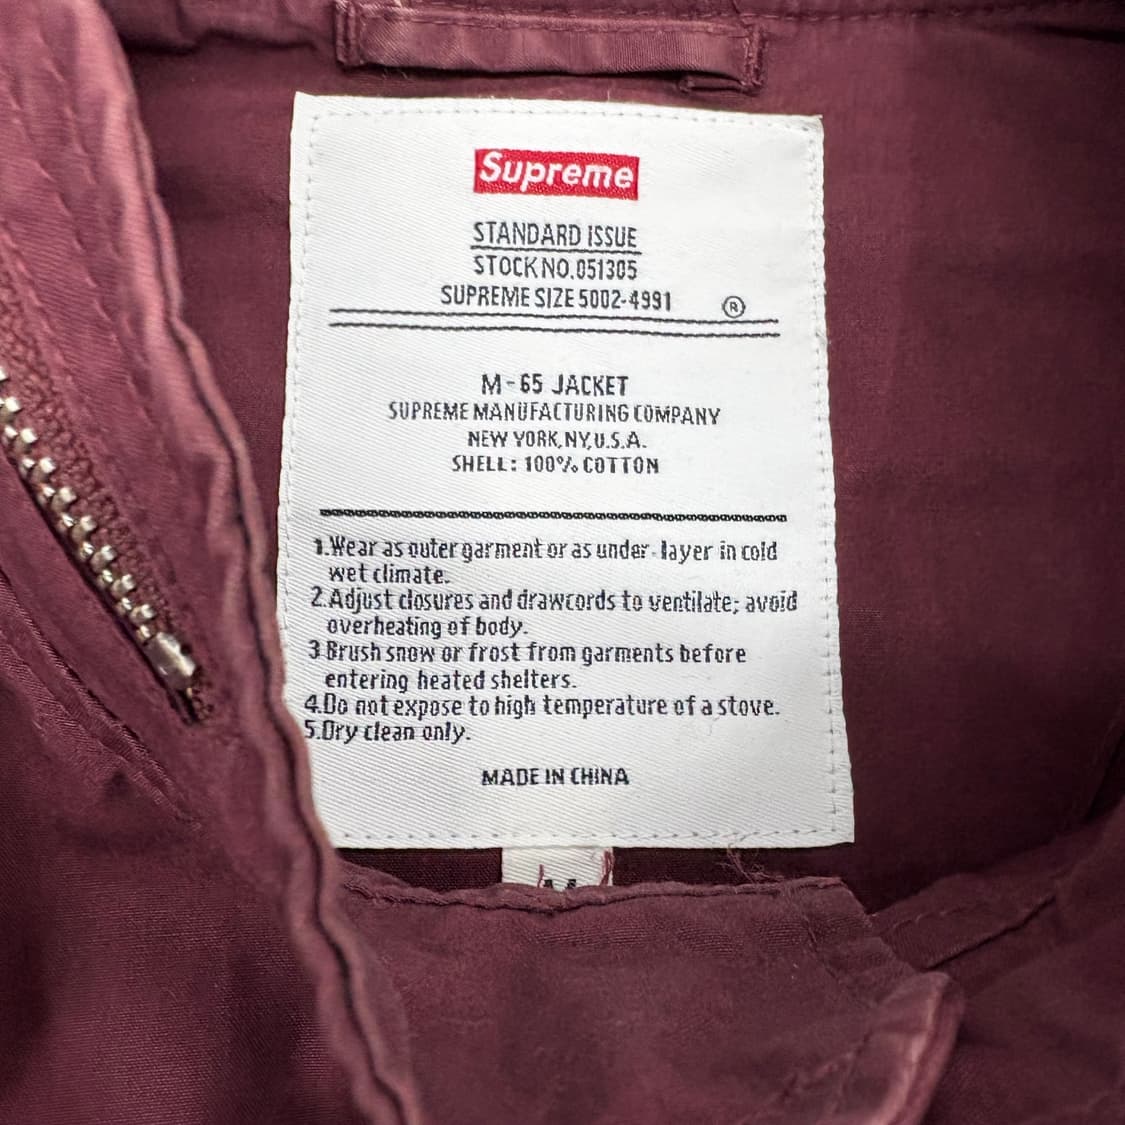 Supreme
STANDARD ISSUE
STOCK NO.051305
SUPREME SIZE 5002-4991 ®
M-65 JACKET
SUPREME MANUFACTURING COMPANY
NEW YORK,NY,U.S.A.
SHELL: 100% COTTON
1.Wear as outer garment or as under-layer in cold
wet climate.
2.Adjust closures and drawcords to ventilate; avoid
overheating of body.
3 Brush snow or frost from garments before
entering heated shelters.
4.Do not expose to high temperature of a stove.
5.Dry clean only.
MADE IN CHINA